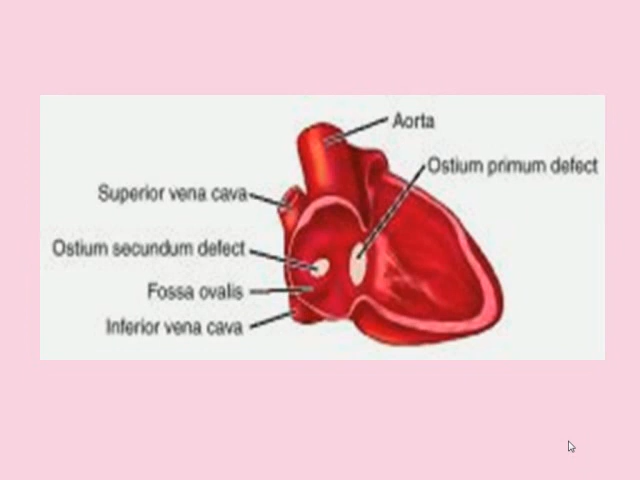 Aorta
Ostium primum defect
Superior vena cava
Ostium secundum defect
Fossa ovalis
Inferior vena cava